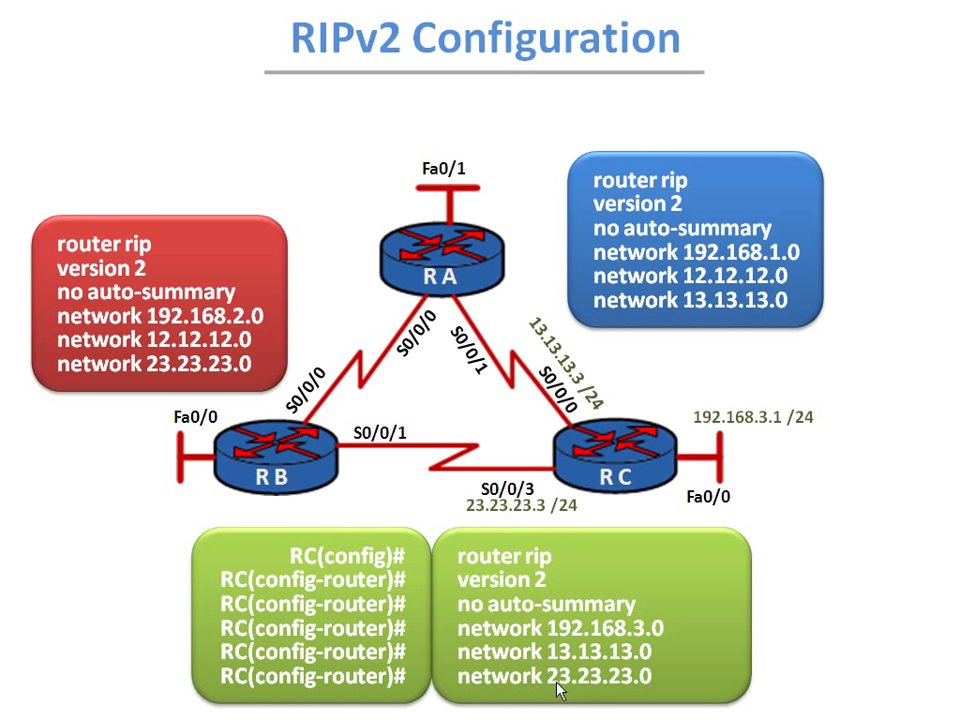 RIPv2 Configuration
Fa0/1
router rip
version 2
no auto-summary
network 192.168.1.0
network 12.12.12.0
network 13.13.13.0
router rip
version 2
no auto-summary
network 192.168.2.0
network 12.12.12.0
network 23.23.23.0
R A
S0/0/0
S0/0/1
13.13.13.3 /24
S0/0/0
S0/0/0
Fa0/0
S0/0/1
192.168.3.1 /24
R B
R C
S0/0/3
23.23.23.3 /24
Fa0/0
RC(config)# router rip
RC(config-router)# version 2
RC(config-router)# no auto-summary
RC(config-router)# network 192.168.3.0
RC(config-router)# network 13.13.13.0
RC(config-router)# network 23.23.23.0